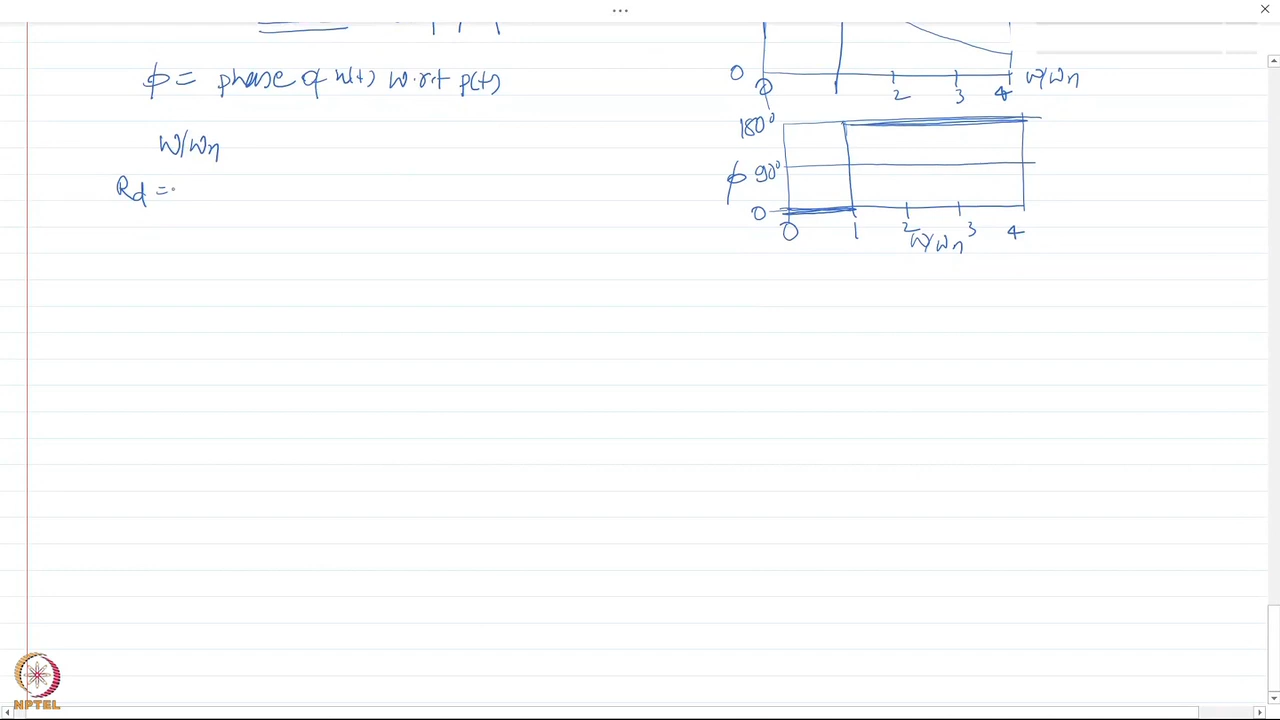 ϕ = phase of u(t) w.r.t p(t)
ω/ωn
Rd =
0
0 1 2 3 4 ω/ωn
180°
ϕ 90°
0
0 1 2 3 4
ω/ωn
NPTEL